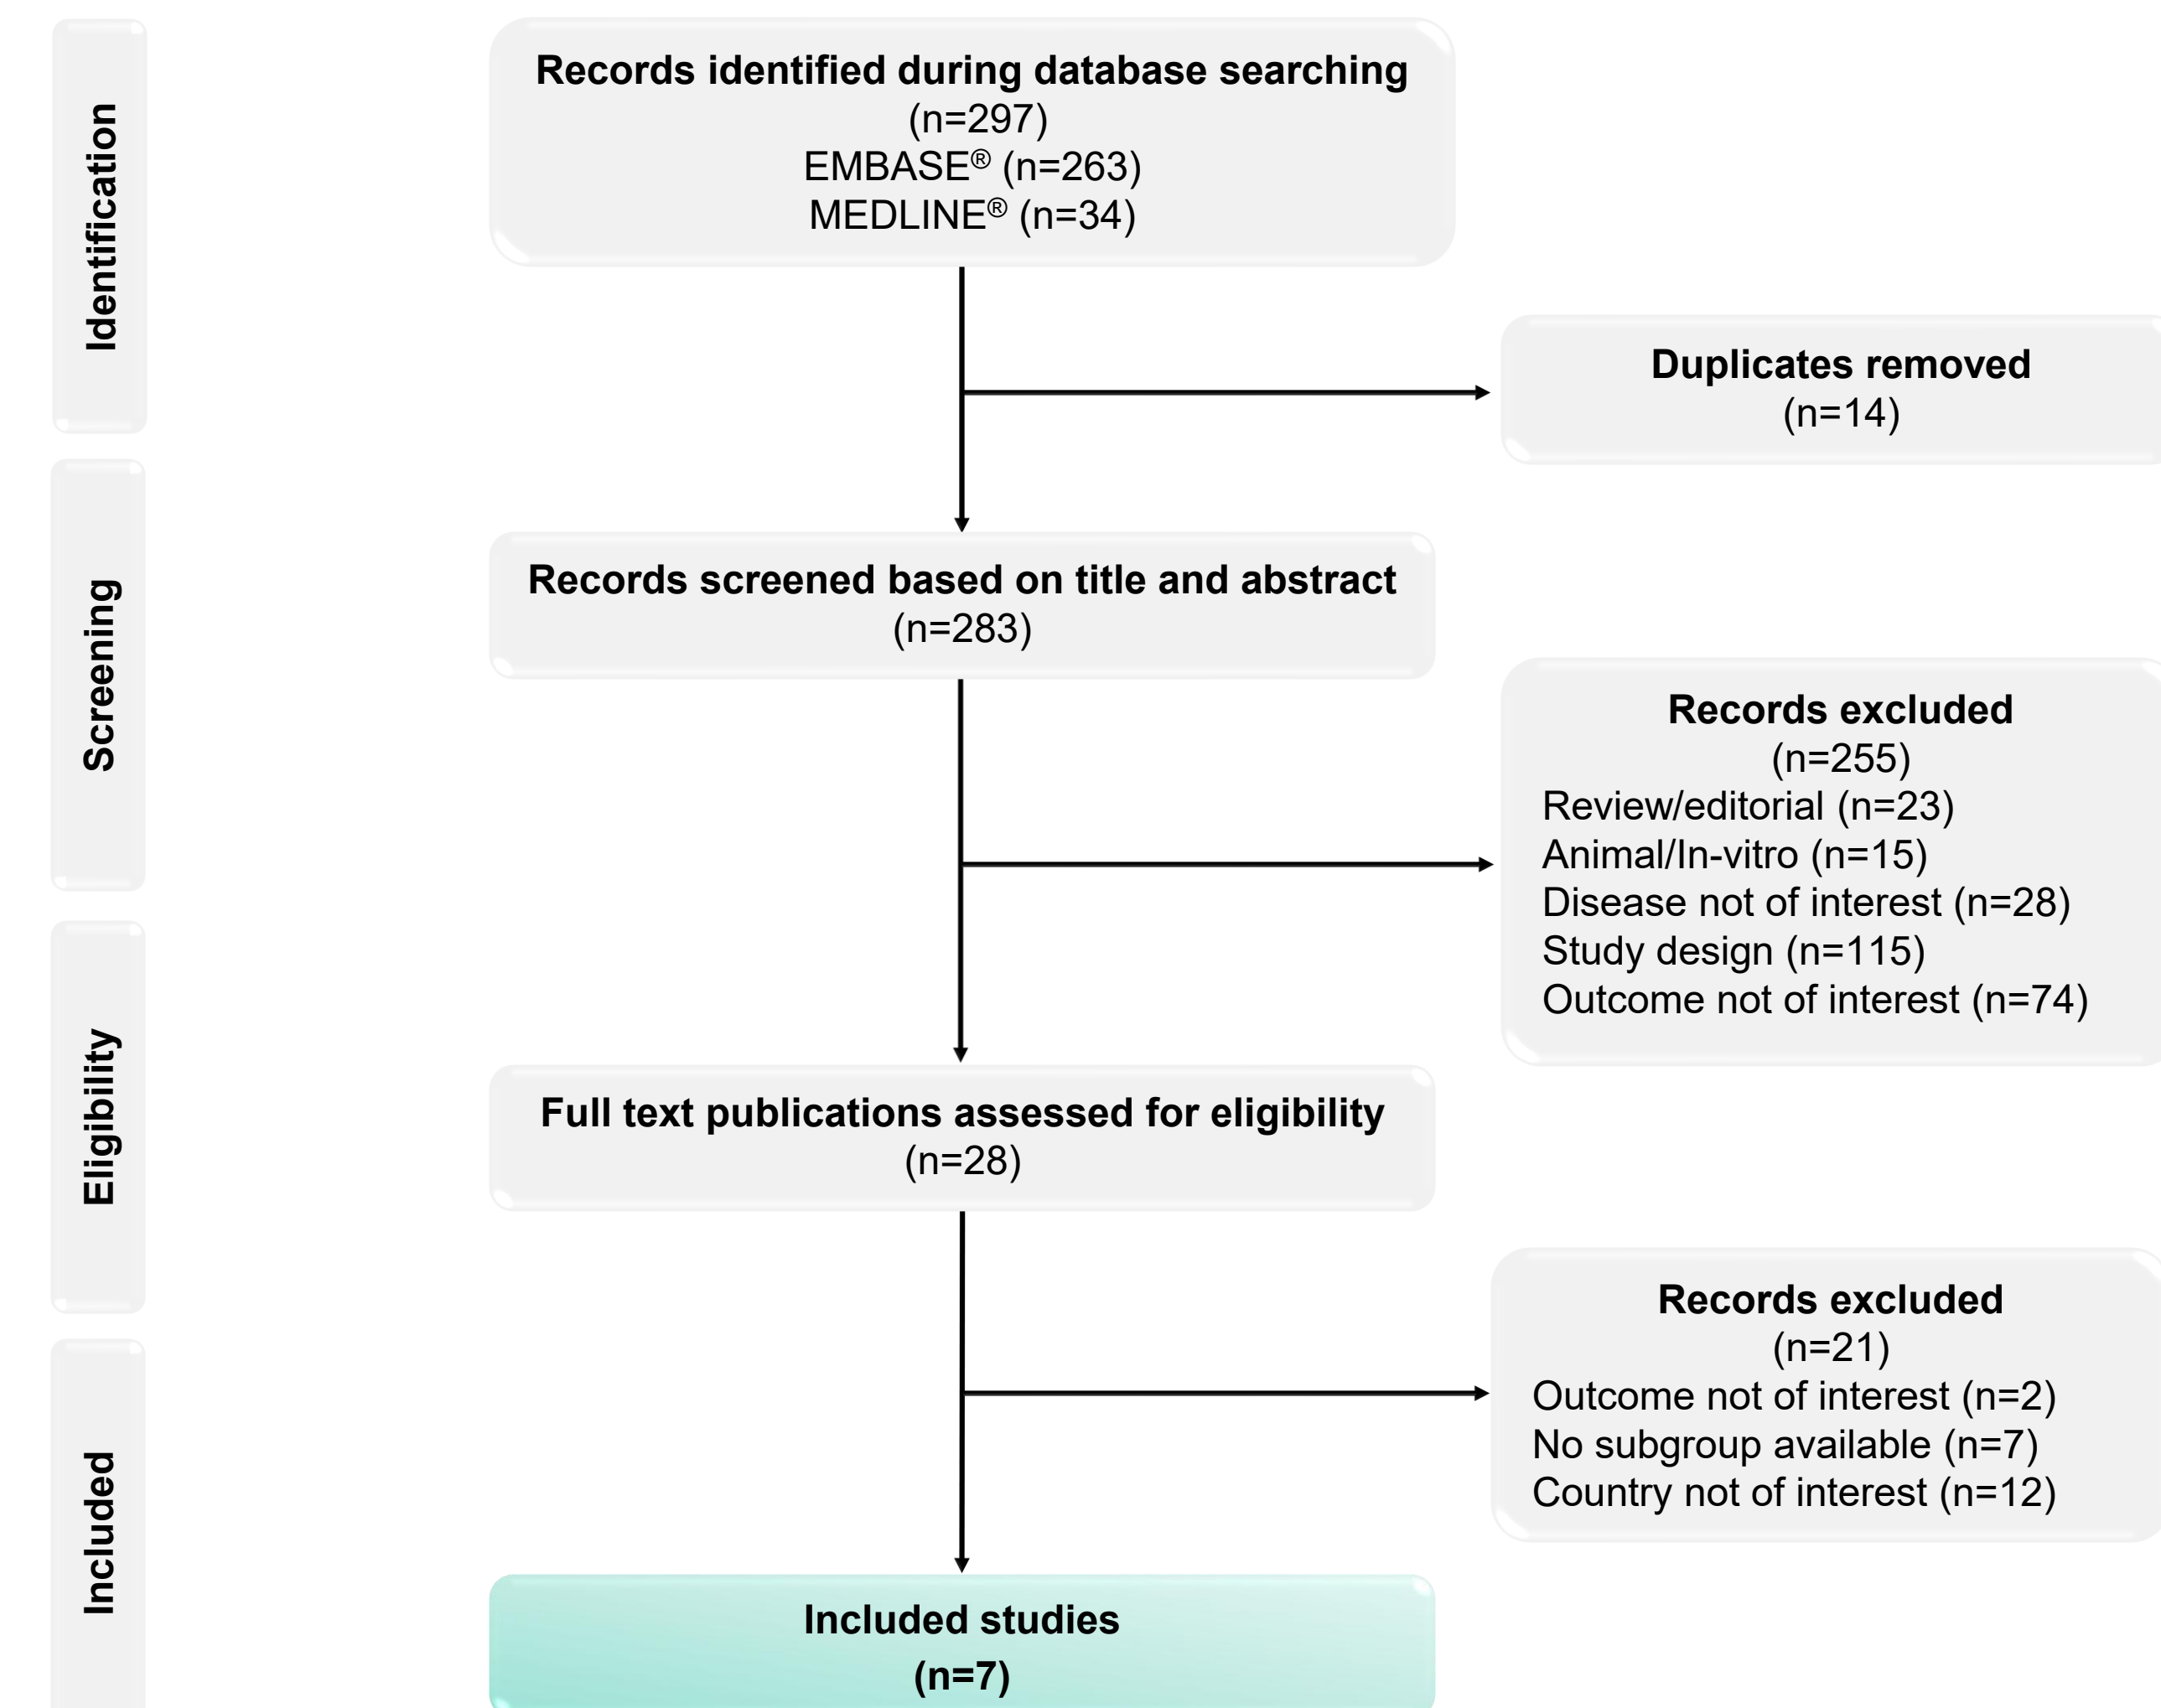 Identification
Records identified during database searching
(n=297)
EMBASE® (n=263)
MEDLINE® (n=34)
Duplicates removed
(n=14)
Screening
Records screened based on title and abstract
(n=283)
Records excluded
(n=255)
Review/editorial (n=23)
Animal/In-vitro (n=15)
Disease not of interest (n=28)
Study design (n=115)
Outcome not of interest (n=74)
Eligibility
Full text publications assessed for eligibility
(n=28)
Records excluded
(n=21)
Outcome not of interest (n=2)
No subgroup available (n=7)
Country not of interest (n=12)
Included
Included studies
(n=7)